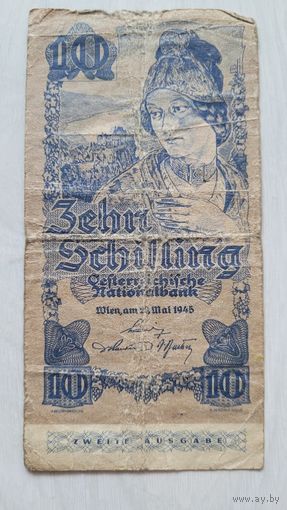 10
Zehn
Schilling
Oesterreichische
Nationalbank
Wien, am 29. Mai 1945
10 10
ZWEITE AUSGABE
www.ay.by